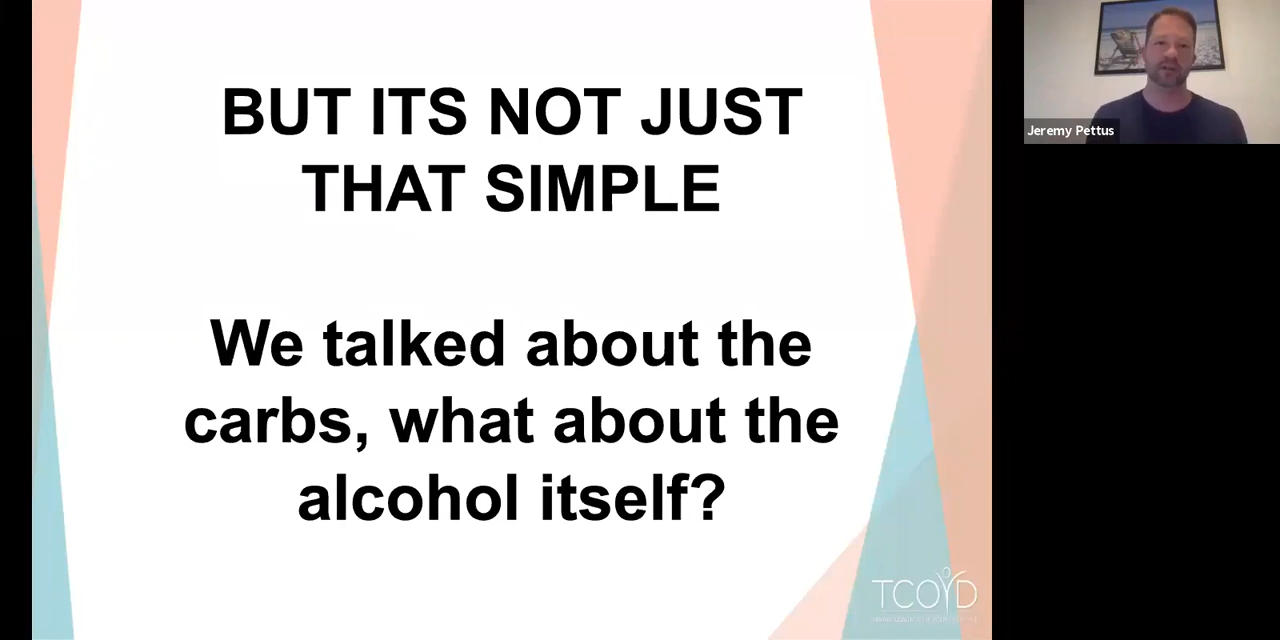 BUT ITS NOT JUST
THAT SIMPLE
We talked about the
carbs, what about the
alcohol itself?
Jeremy Pettus
TCOYD